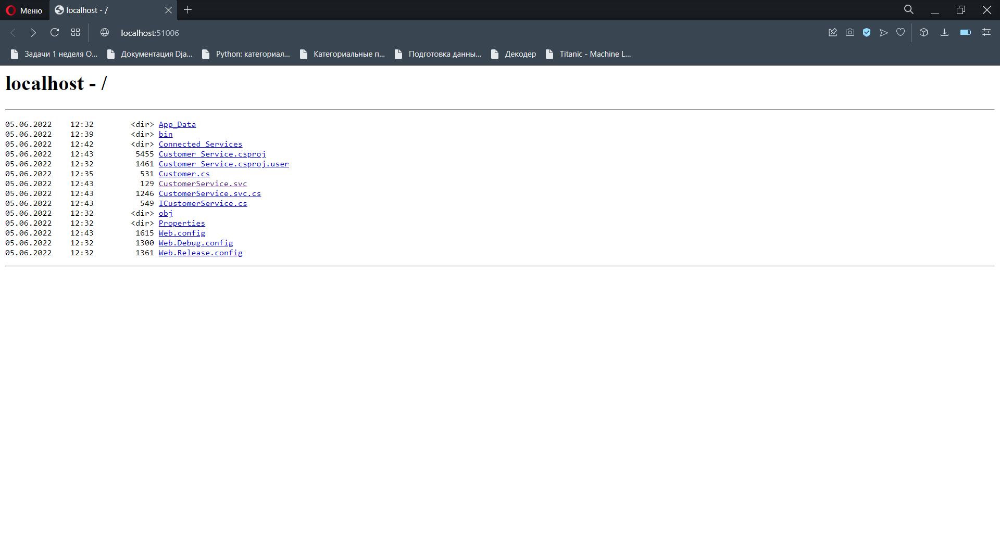 Меню
localhost - /
localhost:51006
Задачи 1 неделя О...
Документация Dja...
Python: категориал...
Категориальные п...
Подготовка данны...
Декодер
Titanic - Machine L...
localhost - /
05.06.2022 12:32 <dir> App_Data
05.06.2022 12:39 <dir> bin
05.06.2022 12:42 <dir> Connected Services
05.06.2022 12:43 5455 Customer Service.csproj
05.06.2022 12:32 1461 Customer Service.csproj.user
05.06.2022 12:35 531 Customer.cs
05.06.2022 12:43 129 CustomerService.svc
05.06.2022 12:43 1246 CustomerService.svc.cs
05.06.2022 12:43 549 ICustomerService.cs
05.06.2022 12:32 <dir> obj
05.06.2022 12:32 <dir> Properties
05.06.2022 12:43 1615 Web.config
05.06.2022 12:32 1300 Web.Debug.config
05.06.2022 12:32 1361 Web.Release.config